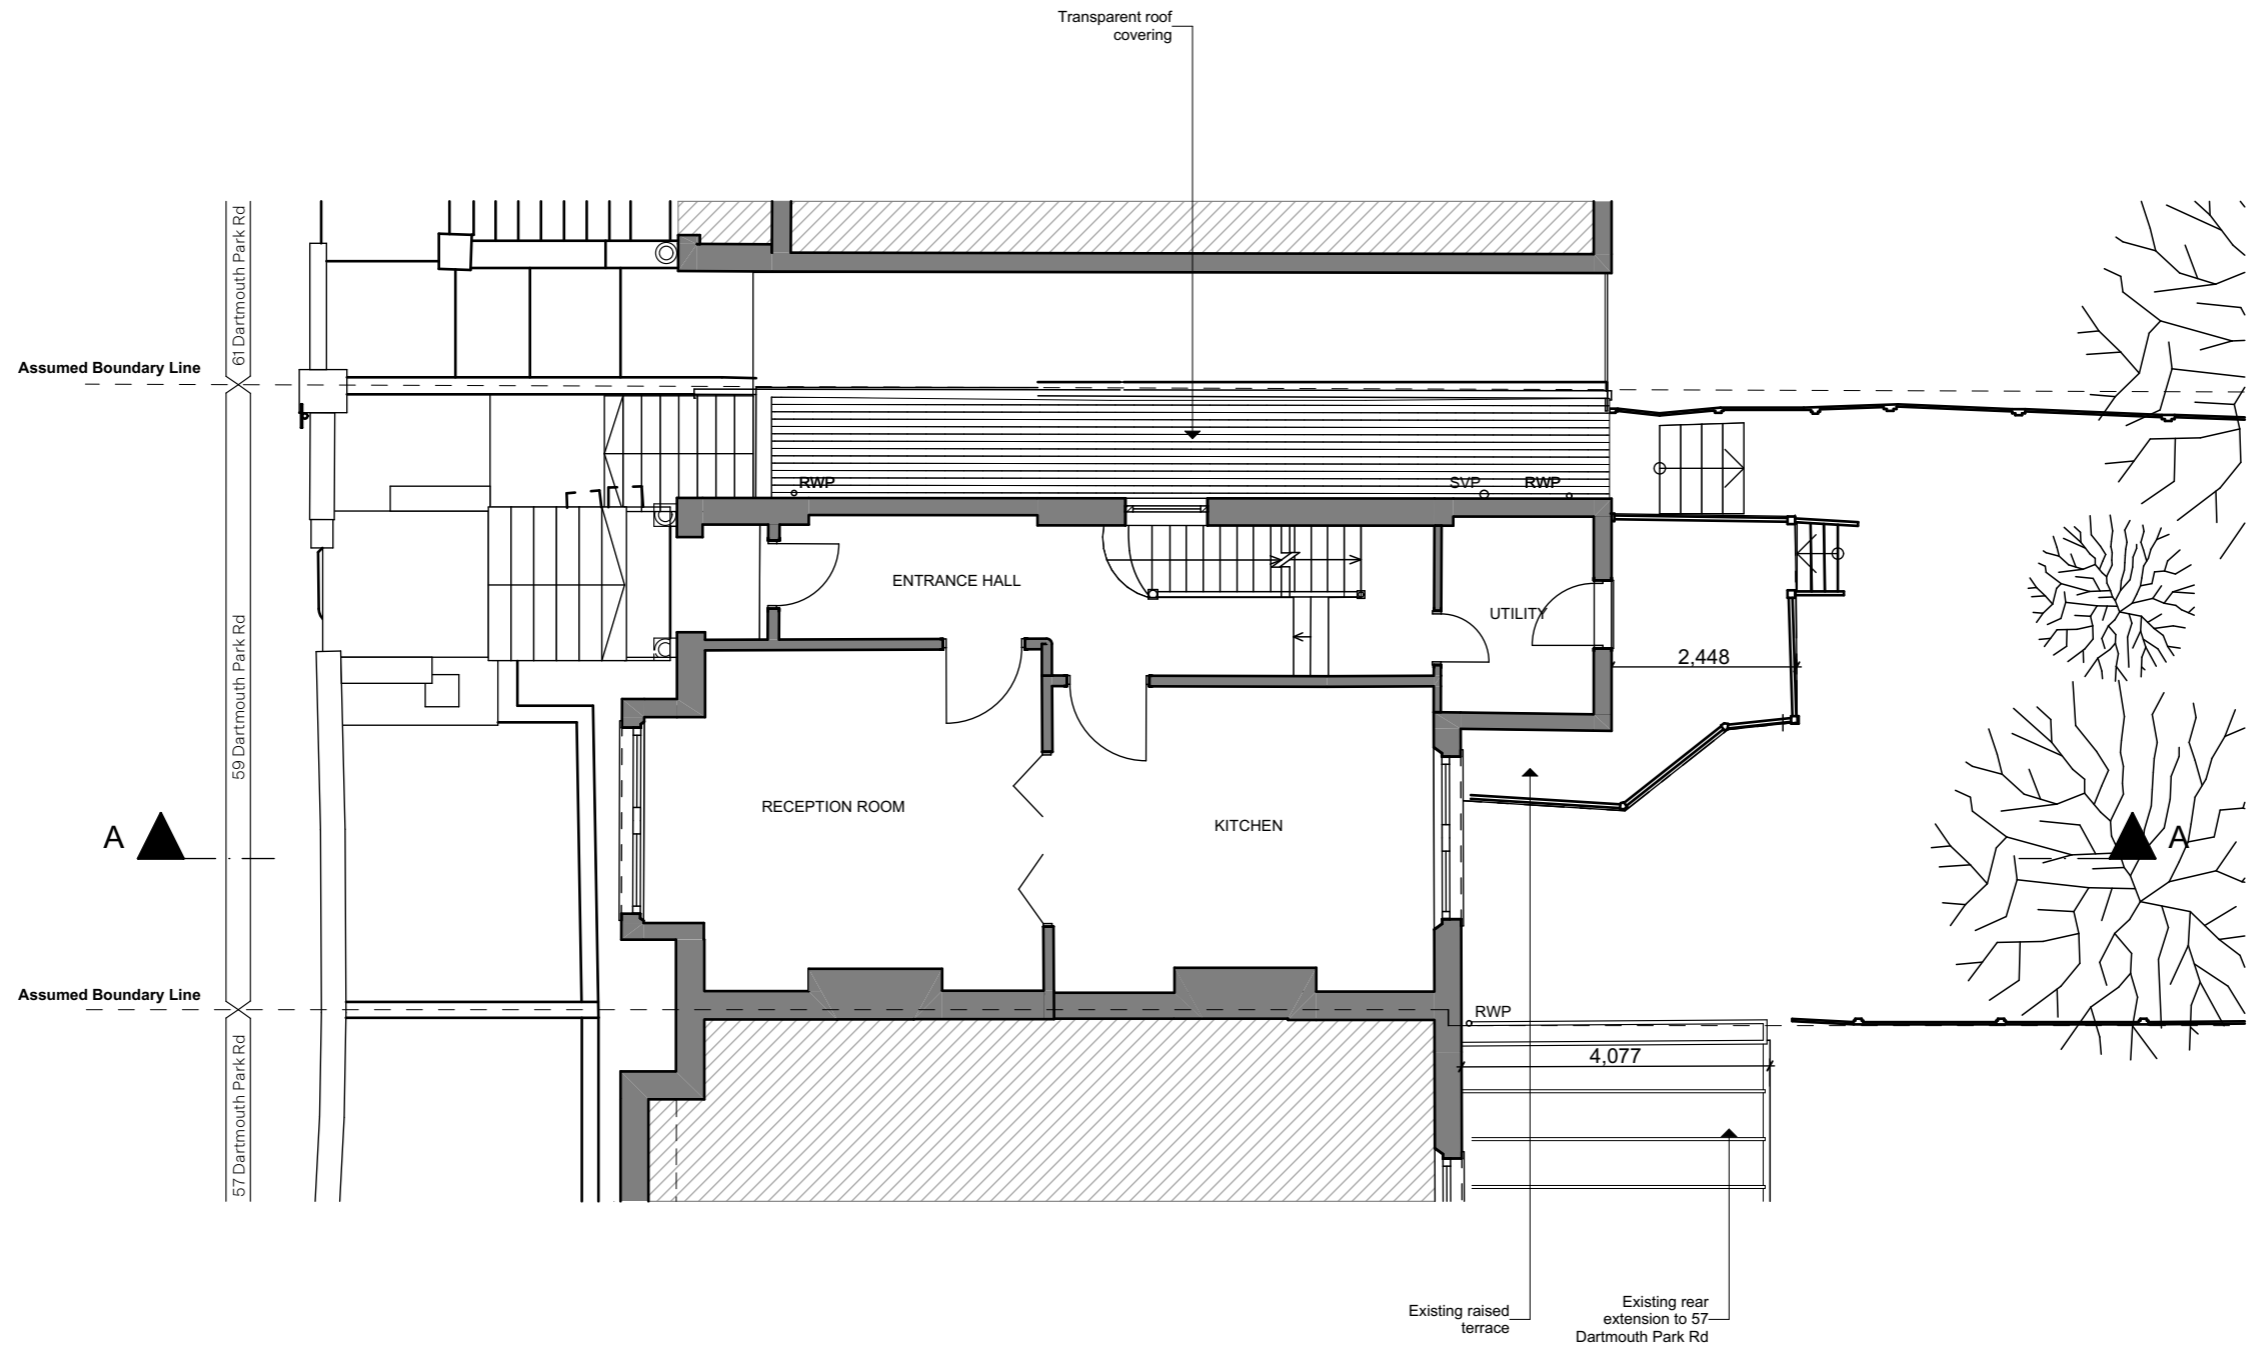 Transparent roof
covering
61 Dartmouth Park Rd
Assumed Boundary Line
RWP
SVP
RWP
ENTRANCE HALL
UTILITY
59 Dartmouth Park Rd
2,448
RECEPTION ROOM
KITCHEN
A
A
Assumed Boundary Line
RWP
57 Dartmouth Park Rd
4,077
Existing raised
terrace
Existing rear
extension to 57
Dartmouth Park Rd